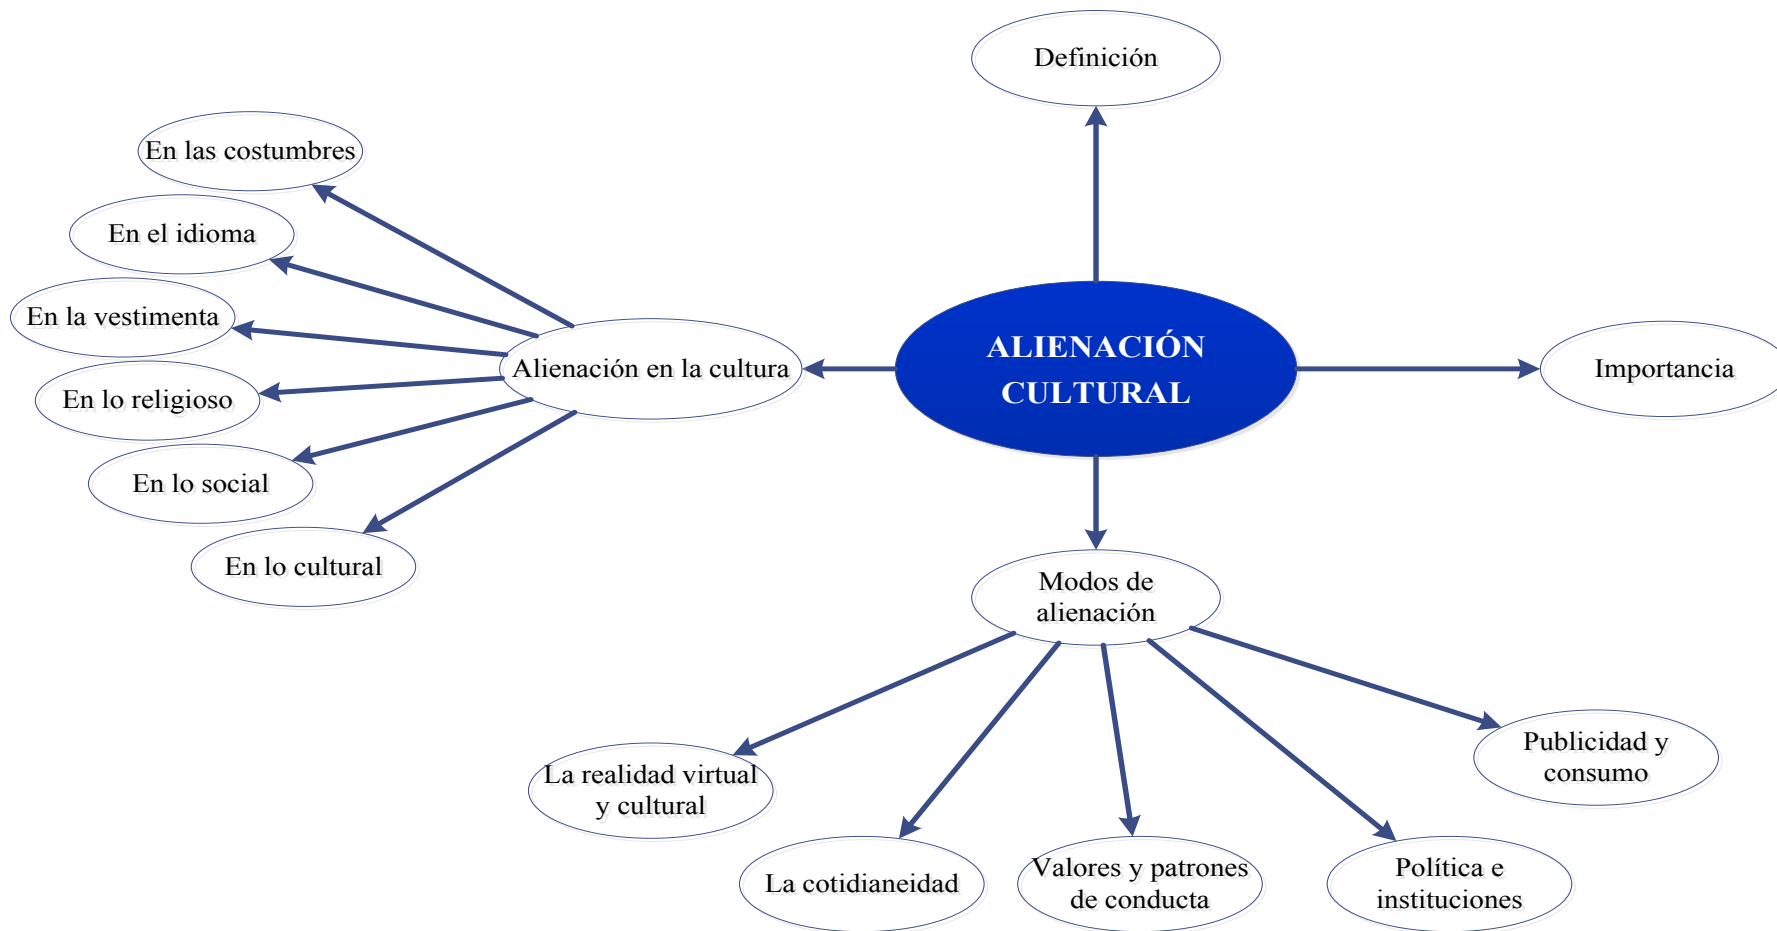 Definición
En las costumbres
En el idioma
En la vestimenta
En lo religioso
En lo social
En lo cultural
Alienación en la cultura
ALIENACIÓN
CULTURAL
Importancia
Modos de
alienación
La realidad virtual
y cultural
La cotidianeidad
Valores y patrones
de conducta
Política e
instituciones
Publicidad y
consumo